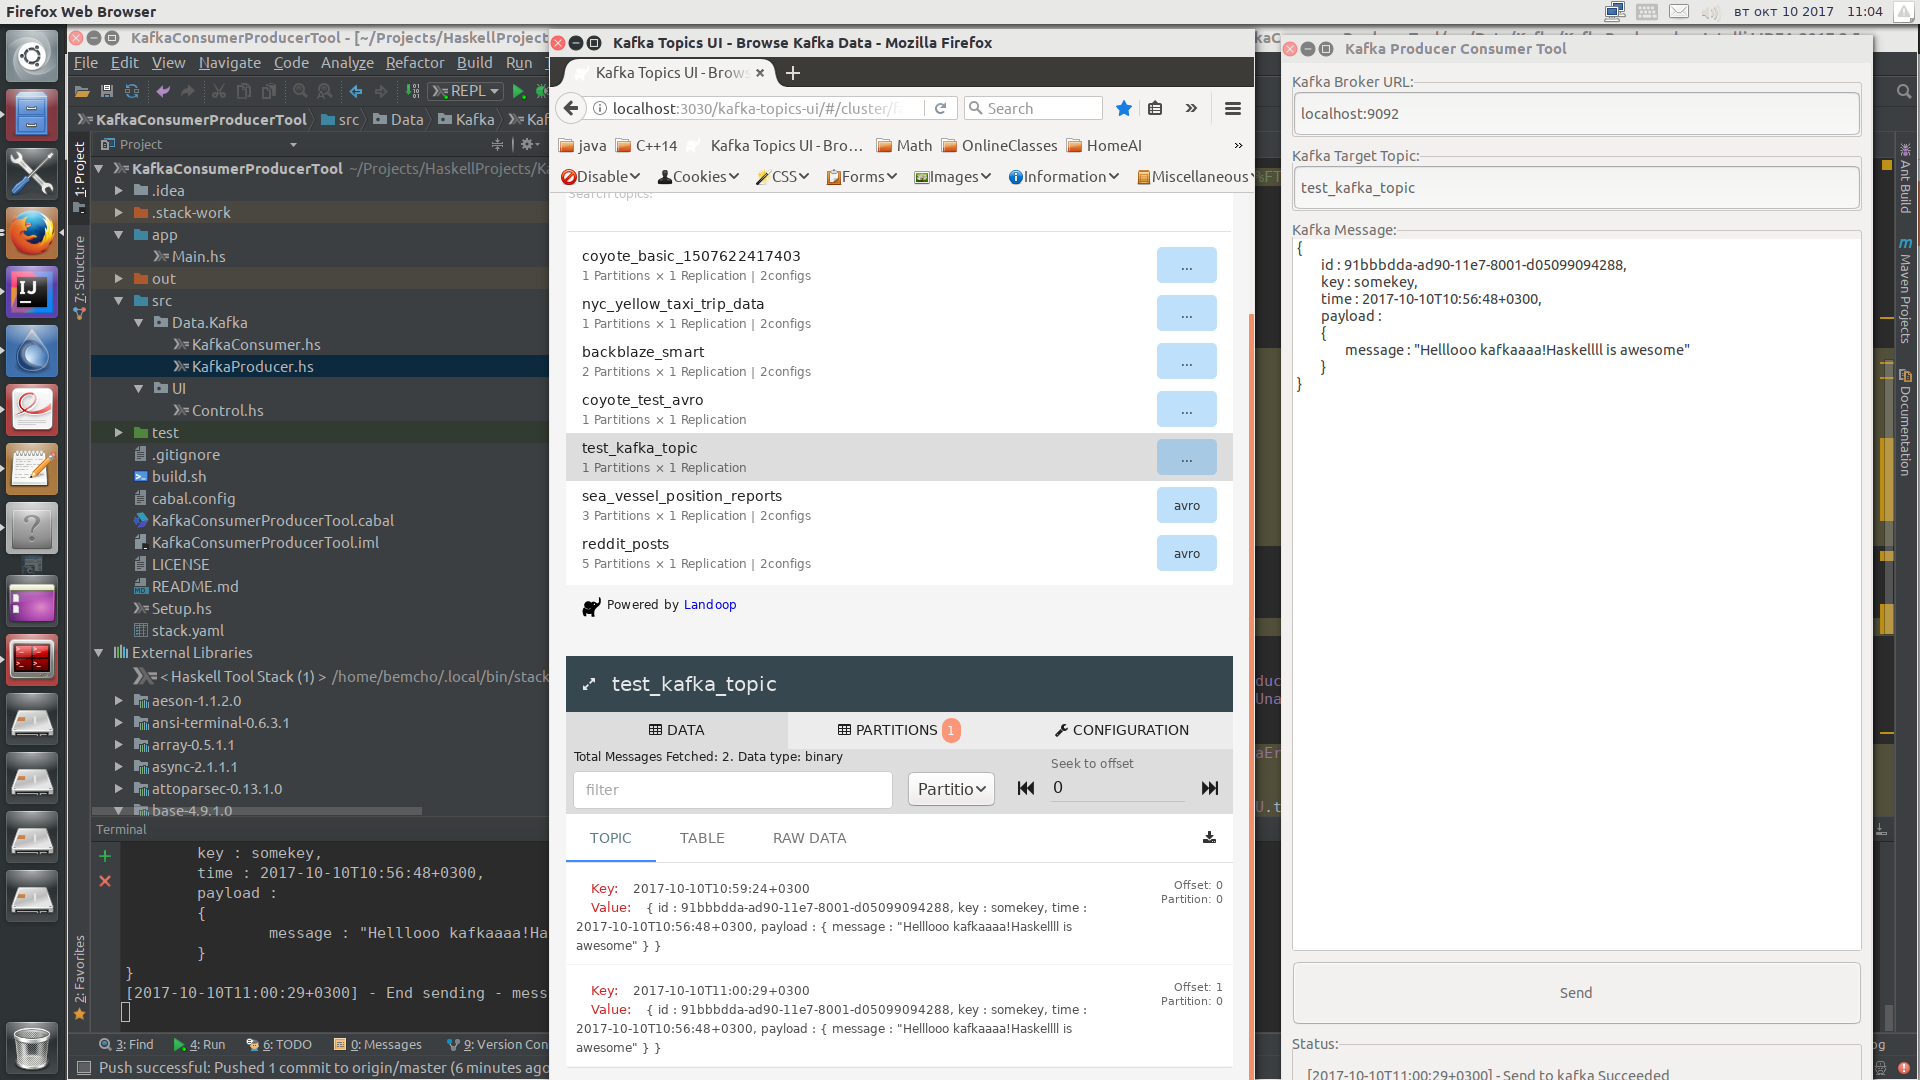 Firefox Web Browser
вт окт 10 2017 11:04
KafkaConsumerProducerTool - [~/Projects/HaskellProjec
File Edit View Navigate Code Analyze Refactor Build Run
REPL
KafkaConsumerProducerTool src Data Kafka
Project
KafkaConsumerProducerTool ~/Projects/HaskellProjects/K
.idea
.stack-work
app
Main.hs
out
src
Data.Kafka
KafkaConsumer.hs
KafkaProducer.hs
UI
Control.hs
test
.gitignore
build.sh
cabal.config
KafkaConsumerProducerTool.cabal
KafkaConsumerProducerTool.iml
LICENSE
README.md
Setup.hs
stack.yaml
External Libraries
< Haskell Tool Stack (1) > /home/bemcho/.local/bin/stack
aeson-1.1.2.0
ansi-terminal-0.6.3.1
array-0.5.1.1
async-2.1.1.1
attoparsec-0.13.1.0
base-4.9.1.0
1: Project
7: Structure
2: Favorites
Terminal
key : somekey,
time : 2017-10-10T10:56:48+0300,
payload :
{
message : "Helllooo kafkaaaa!Ha
}
}
[2017-10-10T11:00:29+0300] - End sending - mess
3: Find 4: Run 6: TODO 0: Messages 9: Version Con
Push successful: Pushed 1 commit to origin/master (6 minutes ago
Kafka Topics UI - Browse Kafka Data - Mozilla Firefox
Kafka Topics UI - Brows
localhost:3030/kafka-topics-ui/#/cluster/f
Search
java C++14 Kafka Topics UI - Bro... Math OnlineClasses HomeAI
Disable Cookies CSS Forms Images Information Miscellaneous
Search topics!
coyote_basic_1507622417403
1 Partitions × 1 Replication | 2configs
...
nyc_yellow_taxi_trip_data
1 Partitions × 1 Replication | 2configs
...
backblaze_smart
2 Partitions × 1 Replication | 2configs
...
coyote_test_avro
1 Partitions × 1 Replication
...
test_kafka_topic
1 Partitions × 1 Replication
...
sea_vessel_position_reports
3 Partitions × 1 Replication | 2configs
avro
reddit_posts
5 Partitions × 1 Replication | 2configs
avro
Powered by Landoop
test_kafka_topic
DATA PARTITIONS 1 CONFIGURATION
Total Messages Fetched: 2. Data type: binary
filter
Partitio
Seek to offset
0
TOPIC TABLE RAW DATA
Key: 2017-10-10T10:59:24+0300
Offset: 0
Partition: 0
Value: { id : 91bbbdda-ad90-11e7-8001-d05099094288, key : somekey, time :
2017-10-10T10:56:48+0300, payload : { message : "Helllooo kafkaaaa!Haskellll is
awesome" } }
Key: 2017-10-10T11:00:29+0300
Offset: 1
Partition: 0
Value: { id : 91bbbdda-ad90-11e7-8001-d05099094288, key : somekey, time :
2017-10-10T10:56:48+0300, payload : { message : "Helllooo kafkaaaa!Haskellll is
awesome" } }
Kafka Producer Consumer Tool
Kafka Broker URL:
localhost:9092
Kafka Target Topic:
test_kafka_topic
Kafka Message:
{
id : 91bbbdda-ad90-11e7-8001-d05099094288,
key : somekey,
time : 2017-10-10T10:56:48+0300,
payload :
{
message : "Helllooo kafkaaaa!Haskellll is awesome"
}
}
Send
Status:
[2017-10-10T11:00:29+0300] - Send to kafka Succeeded
Ant Build
Maven Projects
Documentation